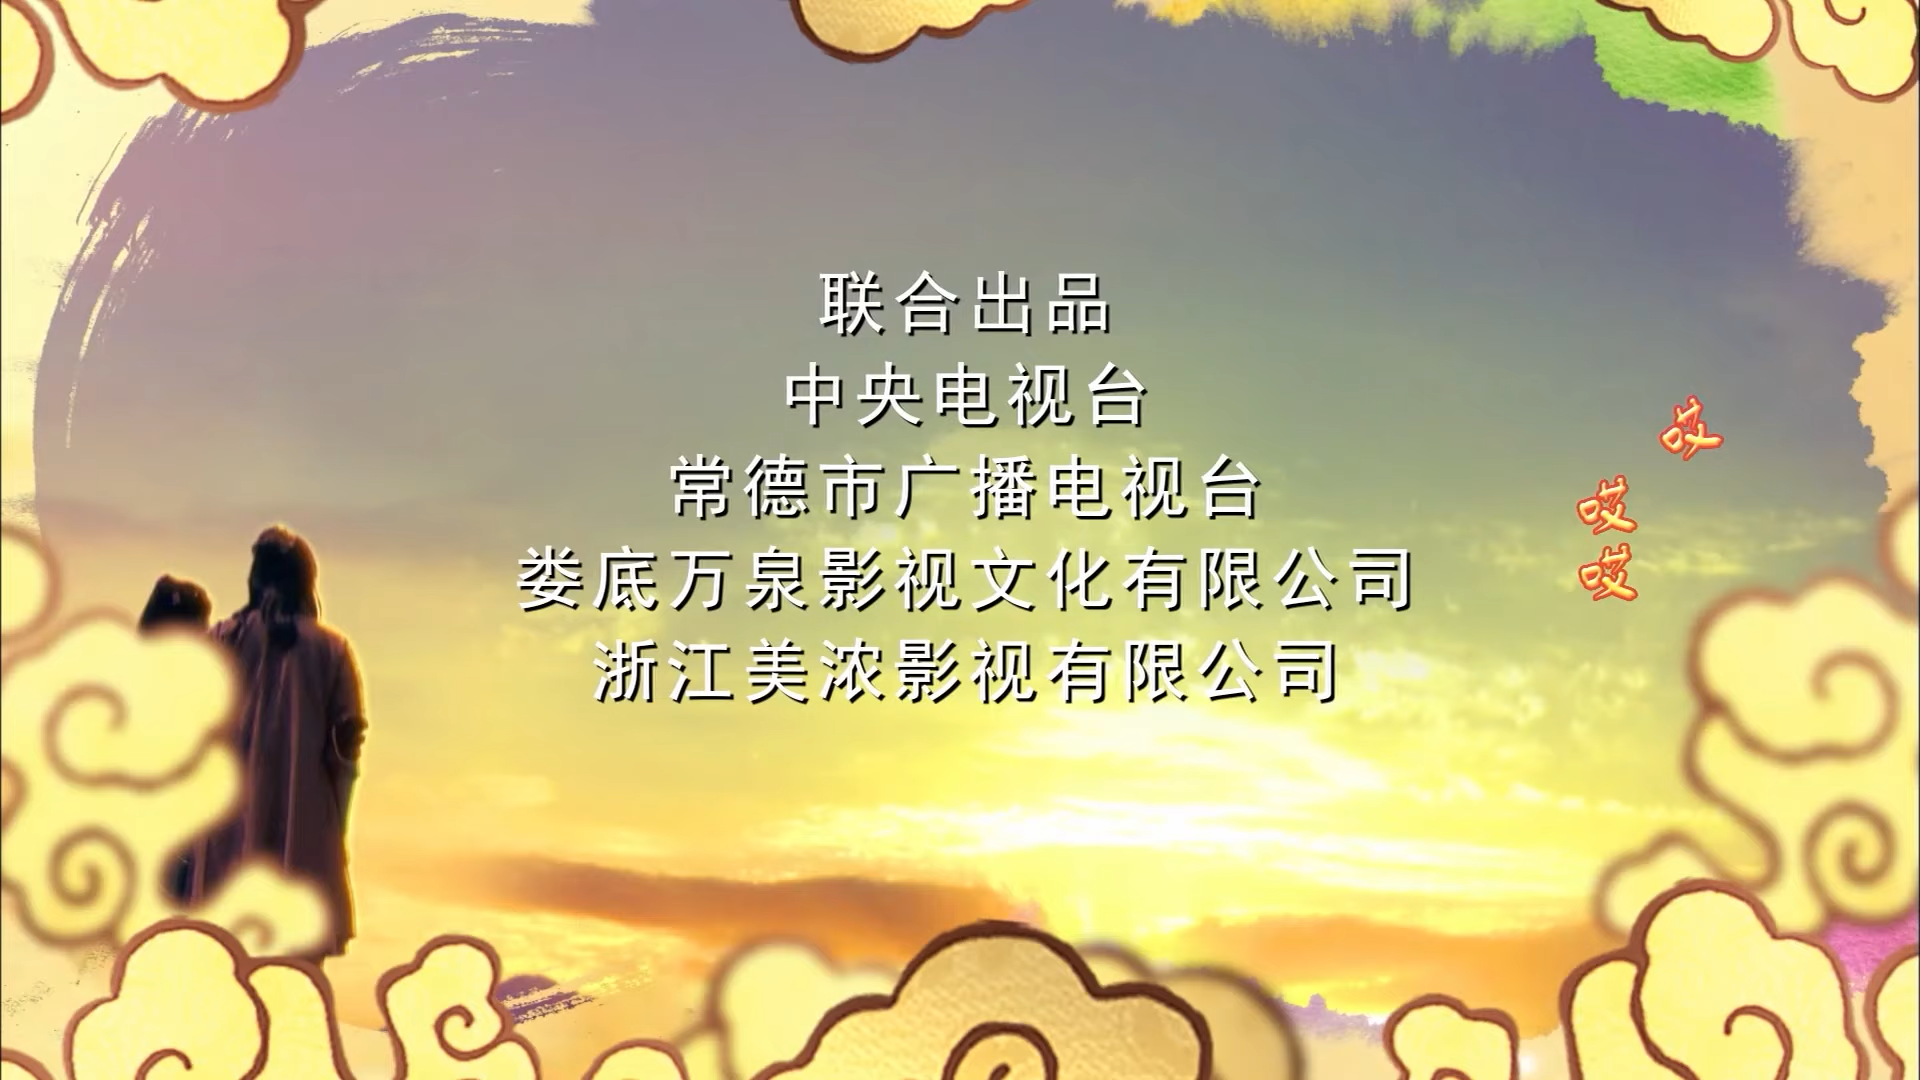 联合出品
中央电视台
常德市广播电视台
娄底万泉影视文化有限公司
浙江美浓影视有限公司
哎
哎哎